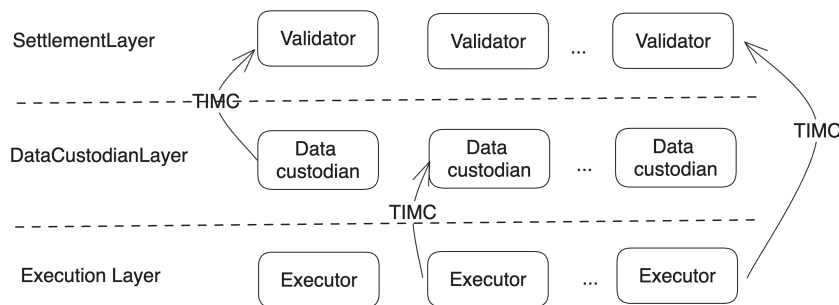 SettlementLayer
Validator
Validator
...
Validator
TIMC
DataCustodianLayer
Data
custodian
Data
custodian
...
Data
custodian
TIMC
TIMC
Execution Layer
Executor
Executor
...
Executor